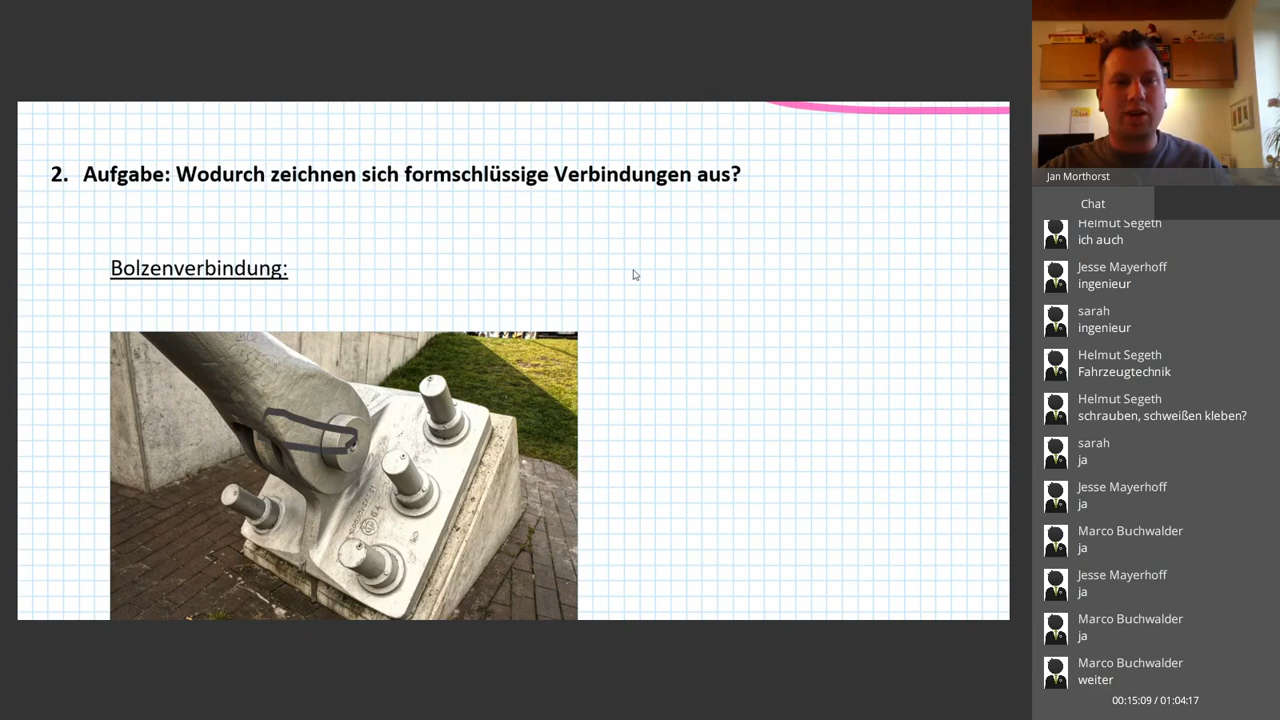 2. Aufgabe: Wodurch zeichnen sich formschlüssige Verbindungen aus?
Bolzenverbindung:
Jan Morthorst
Chat
Helmut Segeth
ich auch
Jesse Mayerhoff
ingenieur
sarah
ingenieur
Helmut Segeth
Fahrzeugtechnik
Helmut Segeth
schrauben, schweißen kleben?
sarah
ja
Jesse Mayerhoff
ja
Marco Buchwalder
ja
Jesse Mayerhoff
ja
Marco Buchwalder
ja
Marco Buchwalder
weiter
00:15:09 / 01:04:17